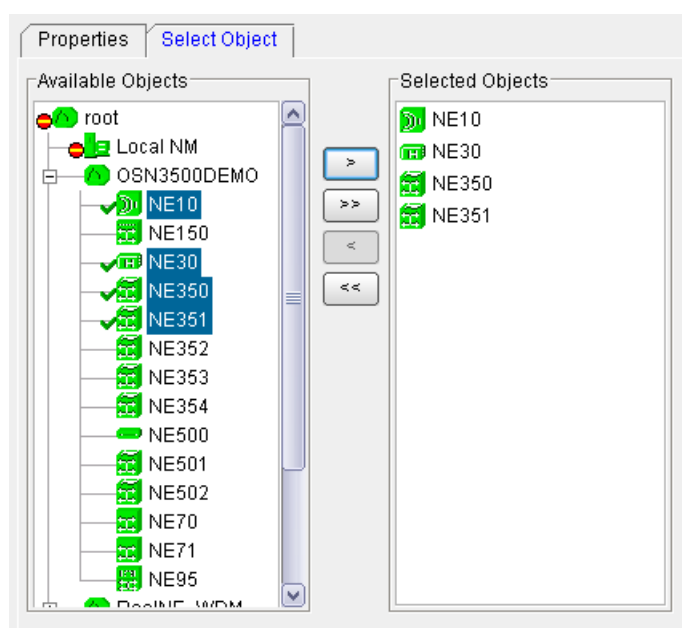 Properties
Select Object
Available Objects
root
Local NM
OSN3500DEMO
NE10
NE150
NE30
NE350
NE351
NE352
NE353
NE354
NE500
NE501
NE502
NE70
NE71
NE95
>
>>
<
<<
Selected Objects
NE10
NE30
NE350
NE351